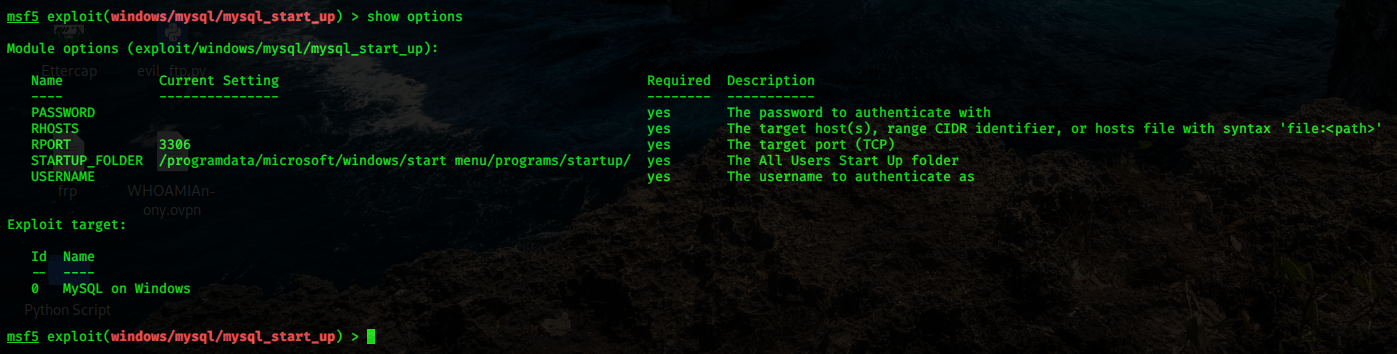 msf5 exploit(windows/mysql/mysql_start_up) > show options
Module options (exploit/windows/mysql/mysql_start_up):
Name Current Setting Required Description
---- --------------- -------- -----------
PASSWORD yes The password to authenticate with
RHOSTS yes The target host(s), range CIDR identifier, or hosts file with syntax 'file:<path>'
RPORT 3306 yes The target port (TCP)
STARTUP_FOLDER /programdata/microsoft/windows/start menu/programs/startup/ yes The All Users Start Up folder
USERNAME yes The username to authenticate as
Exploit target:
Id Name
-- ----
0 MySQL on Windows
msf5 exploit(windows/mysql/mysql_start_up) >
Ettercap
evil_ftp.py
frp
WHOAMIAn-
ony.ovpn
Python Script